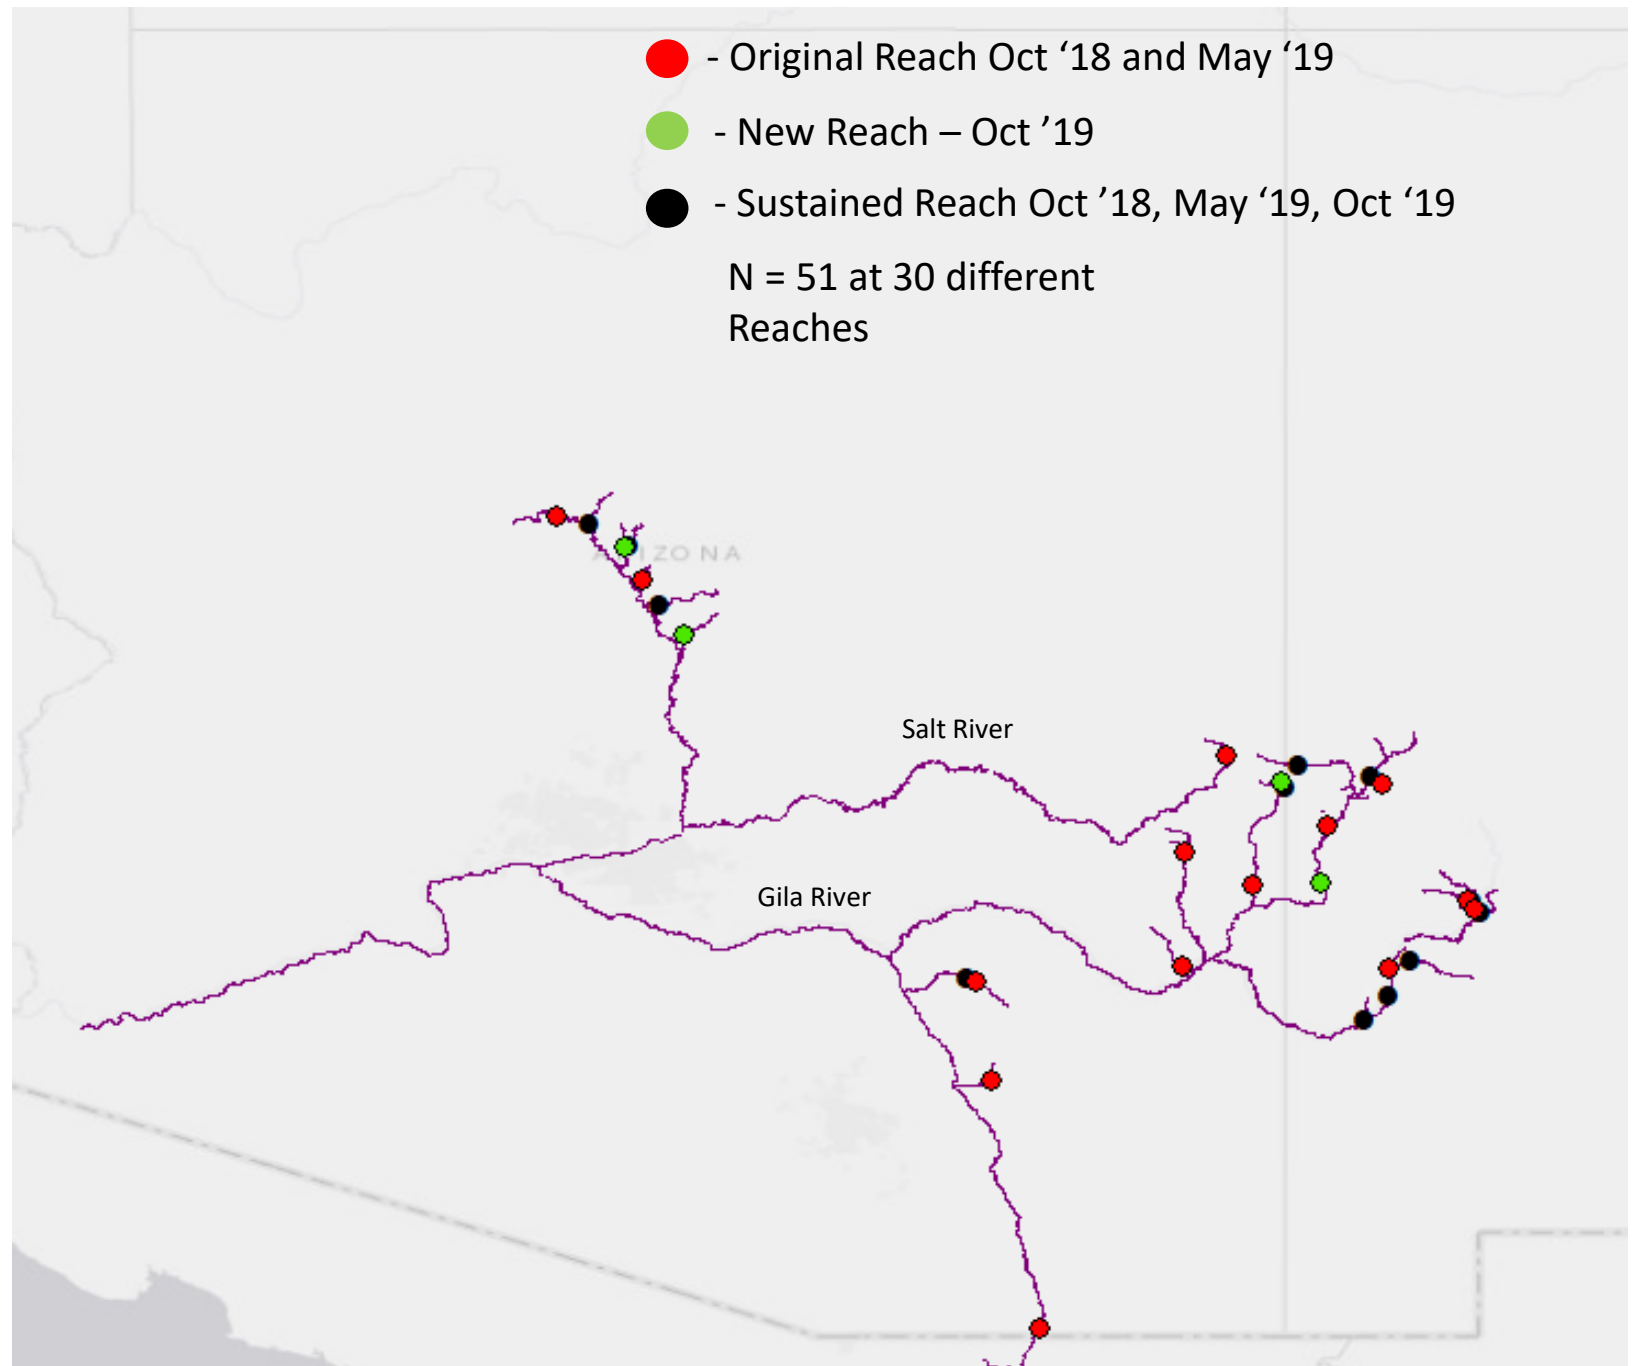 - Original Reach Oct ‘18 and May ‘19
- New Reach – Oct ’19
- Sustained Reach Oct ’18, May ‘19, Oct ‘19
N = 51 at 30 different
Reaches
ARIZONA
Salt River
Gila River